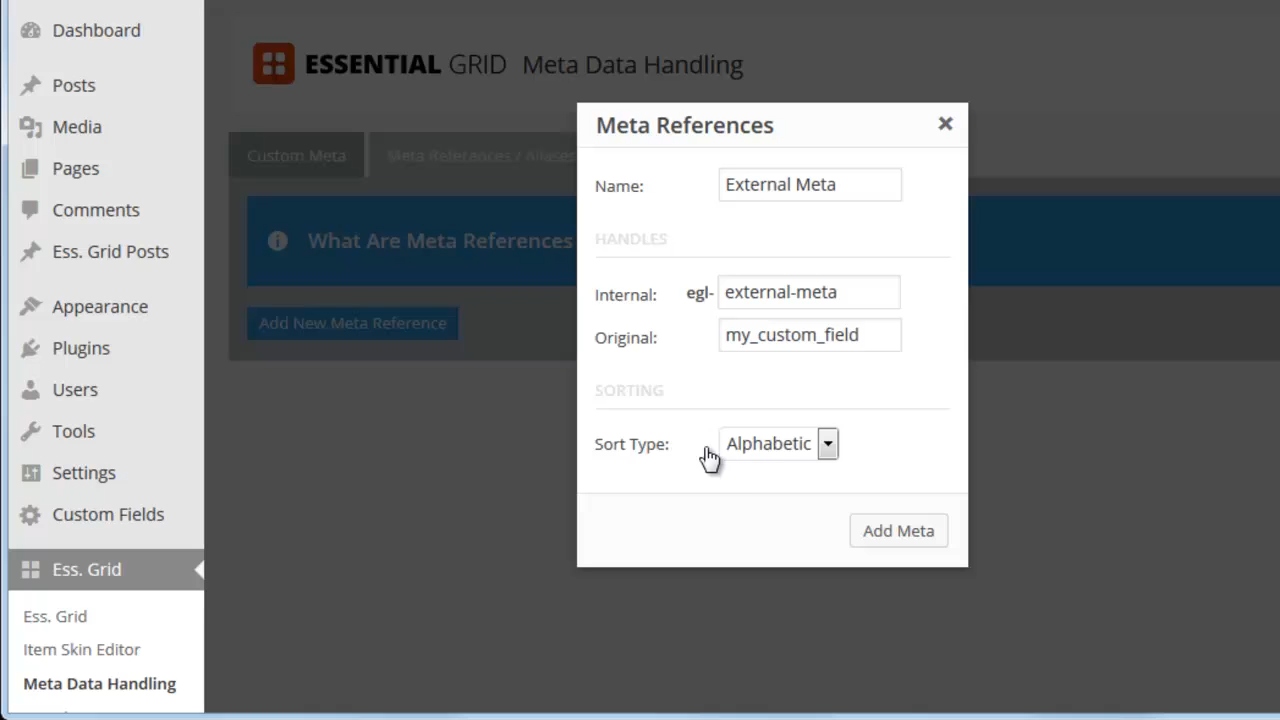 Dashboard
Posts
Media
Pages
Comments
Ess. Grid Posts
Appearance
Plugins
Users
Tools
Settings
Custom Fields
Ess. Grid
Ess. Grid
Item Skin Editor
Meta Data Handling
ESSENTIAL GRID Meta Data Handling
Custom Meta
Meta References / Aliases
What Are Meta References
Add New Meta Reference
Meta References
Name: External Meta
HANDLES
Internal: egl- external-meta
Original: my_custom_field
SORTING
Sort Type: Alphabetic
Add Meta